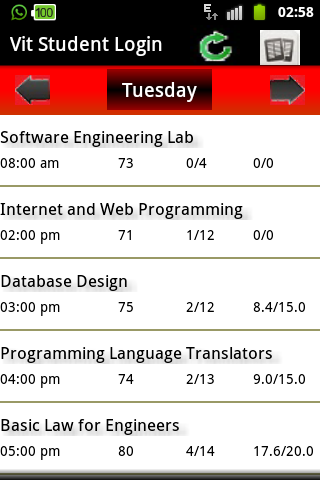 100 E 02:58
Vit Student Login
Tuesday
Software Engineering Lab
08:00 am 73 0/4 0/0
Internet and Web Programming
02:00 pm 71 1/12 0/0
Database Design
03:00 pm 75 2/12 8.4/15.0
Programming Language Translators
04:00 pm 74 2/13 9.0/15.0
Basic Law for Engineers
05:00 pm 80 4/14 17.6/20.0